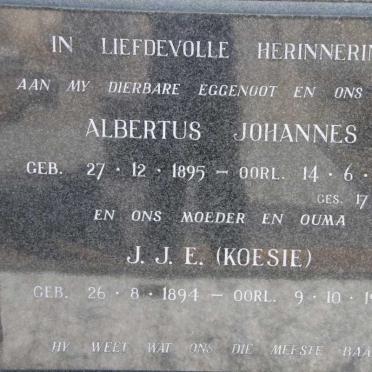 IN LIEFDEVOLLE HERINNERIN
AAN MY DIERBARE EGGENOOT EN ONS
ALBERTUS JOHANNES
GEB. 27 · 12 · 1895 — OORL. 14 · 6 ·
GES. 17
EN ONS MOEDER EN OUMA
J. J. E. (KOESIE)
GEB. 26 · 8 · 1894 — OORL. 9 · 10 · 19
HY WEET WAT ONS DIE MEESTE BAA